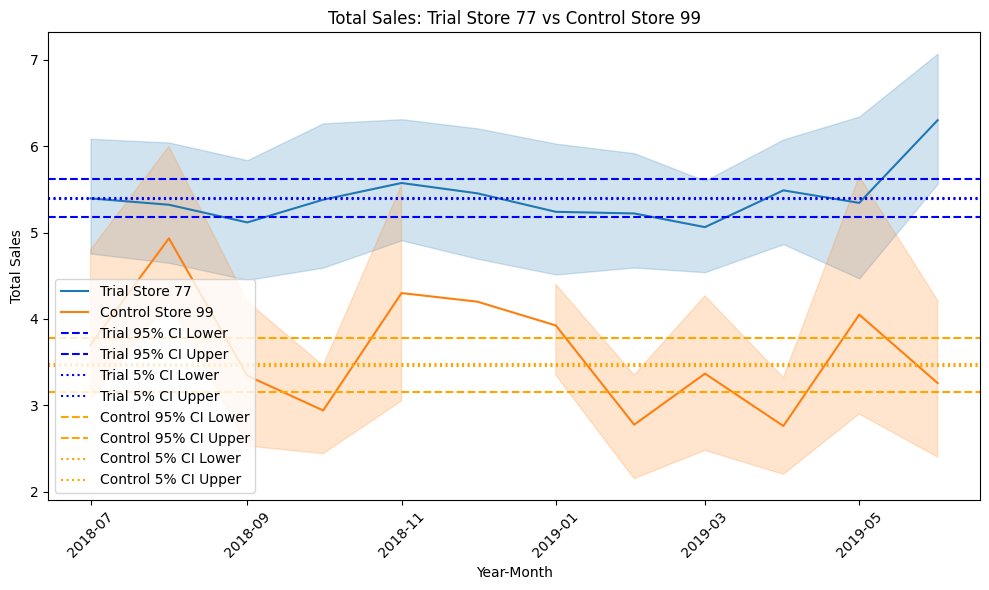 Total Sales: Trial Store 77 vs Control Store 99
Total Sales
7
6
5
4
3
2
Trial Store 77
Control Store 99
Trial 95% CI Lower
Trial 95% CI Upper
Trial 5% CI Lower
Trial 5% CI Upper
Control 95% CI Lower
Control 95% CI Upper
Control 5% CI Lower
Control 5% CI Upper
2018-07
2018-09
2018-11
2019-01
2019-03
2019-05
Year-Month